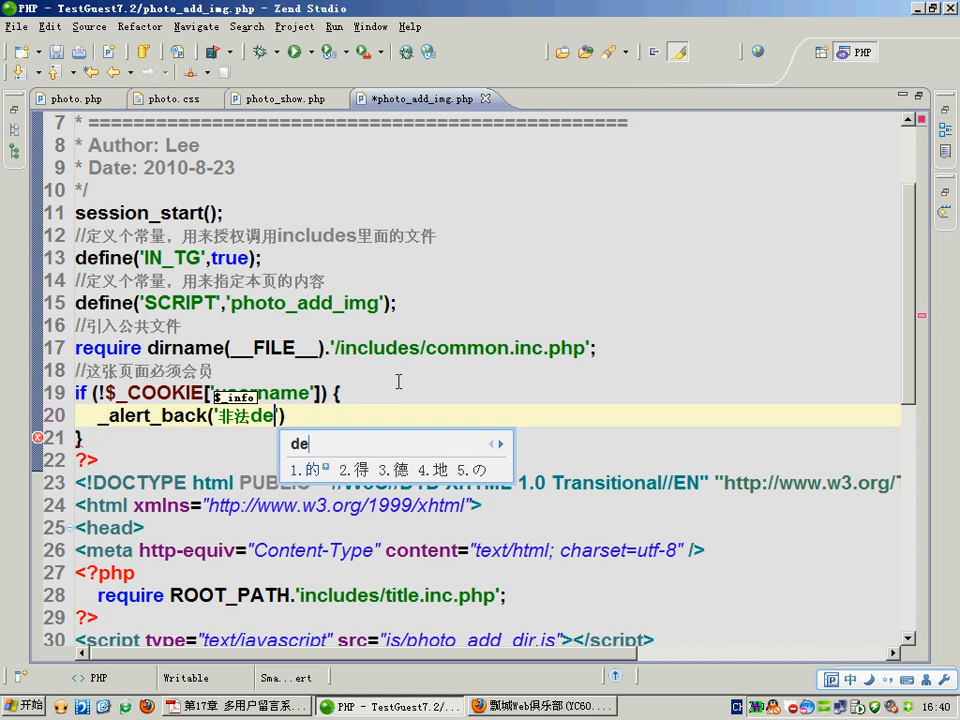 PHP - TestGuest7.2/photo_add_img.php - Zend Studio
File Edit Source Refactor Navigate Search Project Run Window Help
PHP
photo.php photo.css photo_show.php *photo_add_img.php
7 * ============================================================
8 * Author: Lee
9 * Date: 2010-8-23
10 */
11 session_start();
12 //定义个常量，用来授权调用includes里面的文件
13 define('IN_TG',true);
14 //定义个常量，用来指定本页的内容
15 define('SCRIPT','photo_add_img');
16 //引入公共文件
17 require dirname(__FILE__).'/includes/common.inc.php';
18 //这张页面必须会员
19 if (!$_COOKIE['username']) {
$_info
20 _alert_back('非法de')
21 }
de
1.的 2.得 3.德 4.地 5.の
22 ?>
23 <!DOCTYPE html PUBLIC XHTML 1.0 Transitional//EN" "http://www.w3.org/
24 <html xmlns="http://www.w3.org/1999/xhtml">
25 <head>
26 <meta http-equiv="Content-Type" content="text/html; charset=utf-8" />
27 <?php
28 require ROOT_PATH.'includes/title.inc.php';
29 ?>
30 <script type="text/javascript" src="js/photo_add_dir.js"></script>
<> PHP Writable Sma...ert
中
开始 第17章 多用户留言系... PHP - TestGuest7.2/... 瓢城Web俱乐部(YC60... CH 16:40